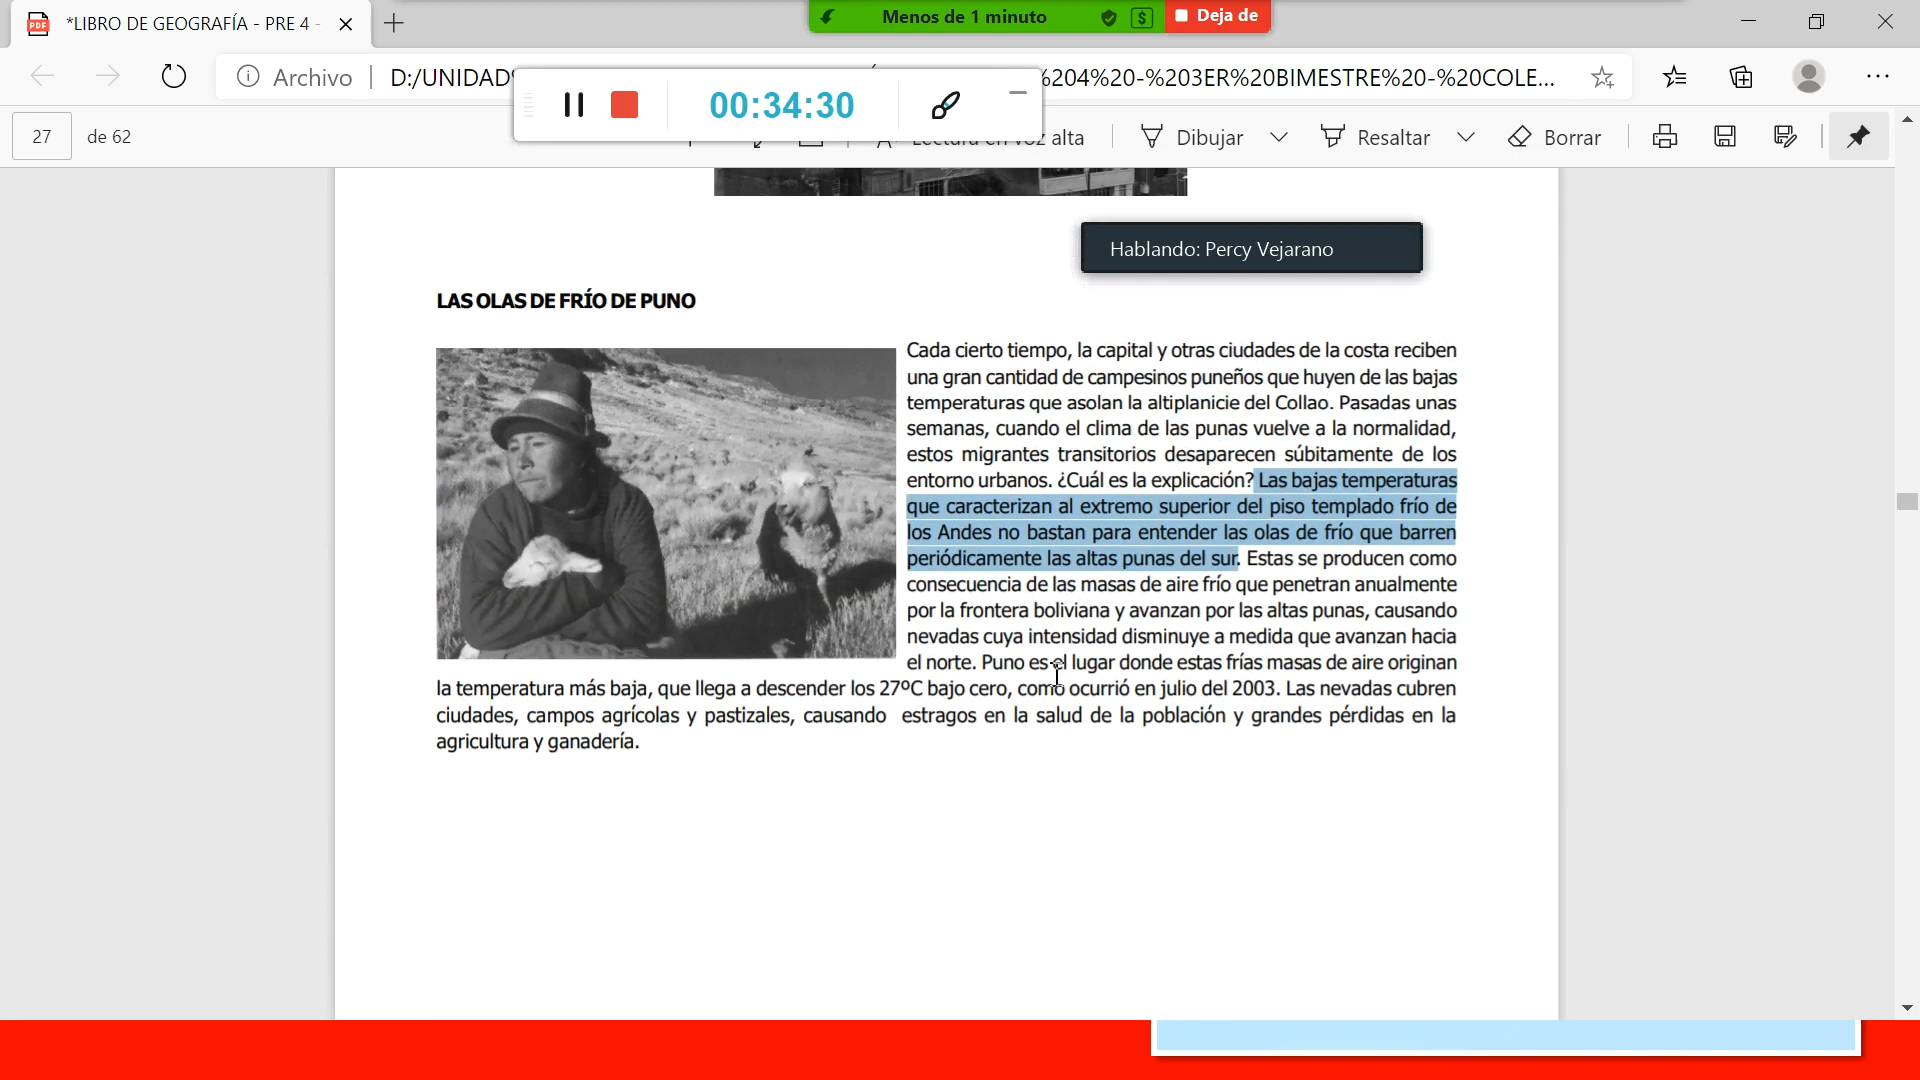 *LIBRO DE GEOGRAFÍA - PRE 4 -
Menos de 1 minuto
Deja de
Archivo
D:/UNIDAD
%204%20-%203ER%20BIMESTRE%20-%20COLE...
00:34:30
27 de 62
Dibujar
Resaltar
Borrar
Hablando: Percy Vejarano
LAS OLAS DE FRÍO DE PUNO
Cada cierto tiempo, la capital y otras ciudades de la costa reciben
una gran cantidad de campesinos puneños que huyen de las bajas
temperaturas que asolan la altiplanicie del Collao. Pasadas unas
semanas, cuando el clima de las punas vuelve a la normalidad,
estos migrantes transitorios desaparecen súbitamente de los
entorno urbanos. ¿Cuál es la explicación? Las bajas temperaturas
que caracterizan al extremo superior del piso templado frío de
los Andes no bastan para entender las olas de frío que barren
periódicamente las altas punas del sur. Estas se producen como
consecuencia de las masas de aire frío que penetran anualmente
por la frontera boliviana y avanzan por las altas punas, causando
nevadas cuya intensidad disminuye a medida que avanzan hacia
el norte. Puno es el lugar donde estas frías masas de aire originan
la temperatura más baja, que llega a descender los 27ºC bajo cero, como ocurrió en julio del 2003. Las nevadas cubren
ciudades, campos agrícolas y pastizales, causando estragos en la salud de la población y grandes pérdidas en la
agricultura y ganadería.